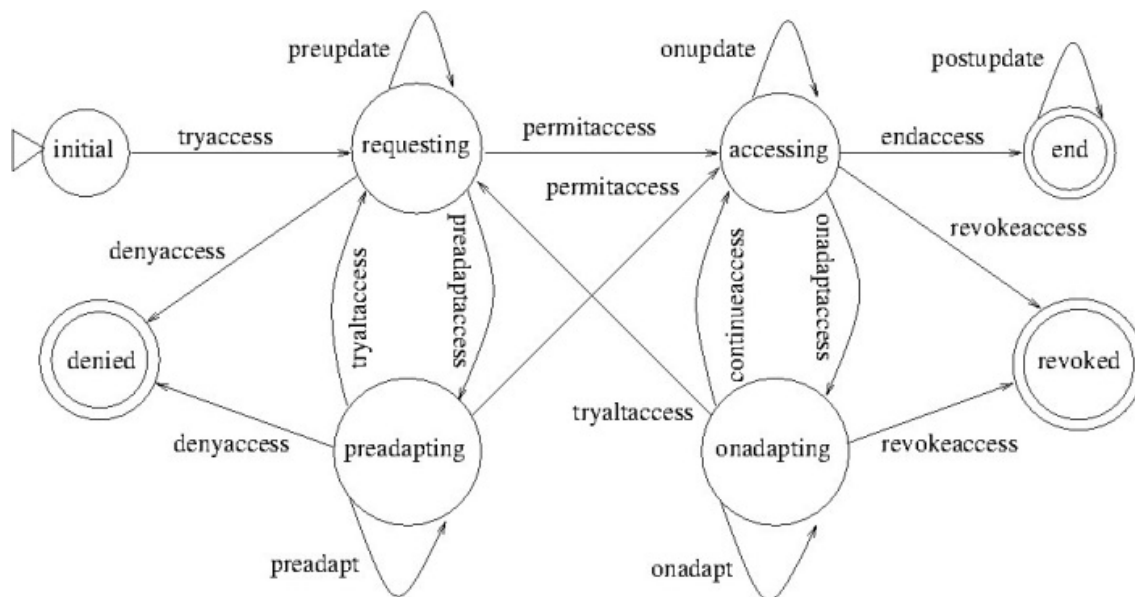 preupdate
onupdate
postupdate
initial
tryaccess
requesting
permitaccess
accessing
endaccess
end
permitaccess
denyaccess
tryaltaccess
preadaptaccess
continueaccess
onadaptaccess
revokeaccess
denied
revoked
tryaltaccess
denyaccess
preadapting
onadapting
revokeaccess
preadapt
onadapt